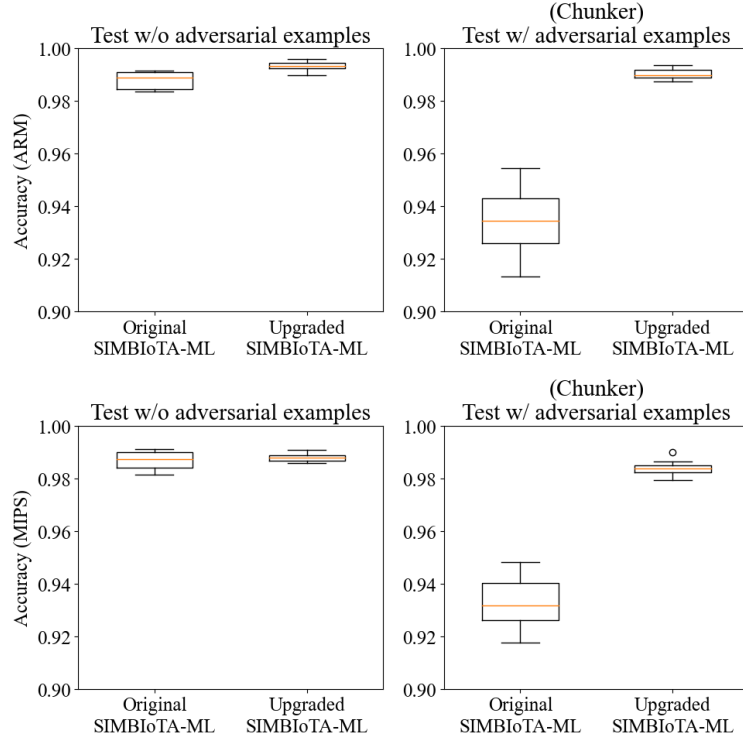 Test w/o adversarial examples
1.00
0.98
0.96
0.94
0.92
0.90
Accuracy (ARM)
Original
SIMBIoTA-ML
Upgraded
SIMBIoTA-ML
(Chunker)
Test w/ adversarial examples
1.00
0.98
0.96
0.94
0.92
0.90
Original
SIMBIoTA-ML
Upgraded
SIMBIoTA-ML
Test w/o adversarial examples
1.00
0.98
0.96
0.94
0.92
0.90
Accuracy (MIPS)
Original
SIMBIoTA-ML
Upgraded
SIMBIoTA-ML
(Chunker)
Test w/ adversarial examples
1.00
0.98
0.96
0.94
0.92
0.90
Original
SIMBIoTA-ML
Upgraded
SIMBIoTA-ML